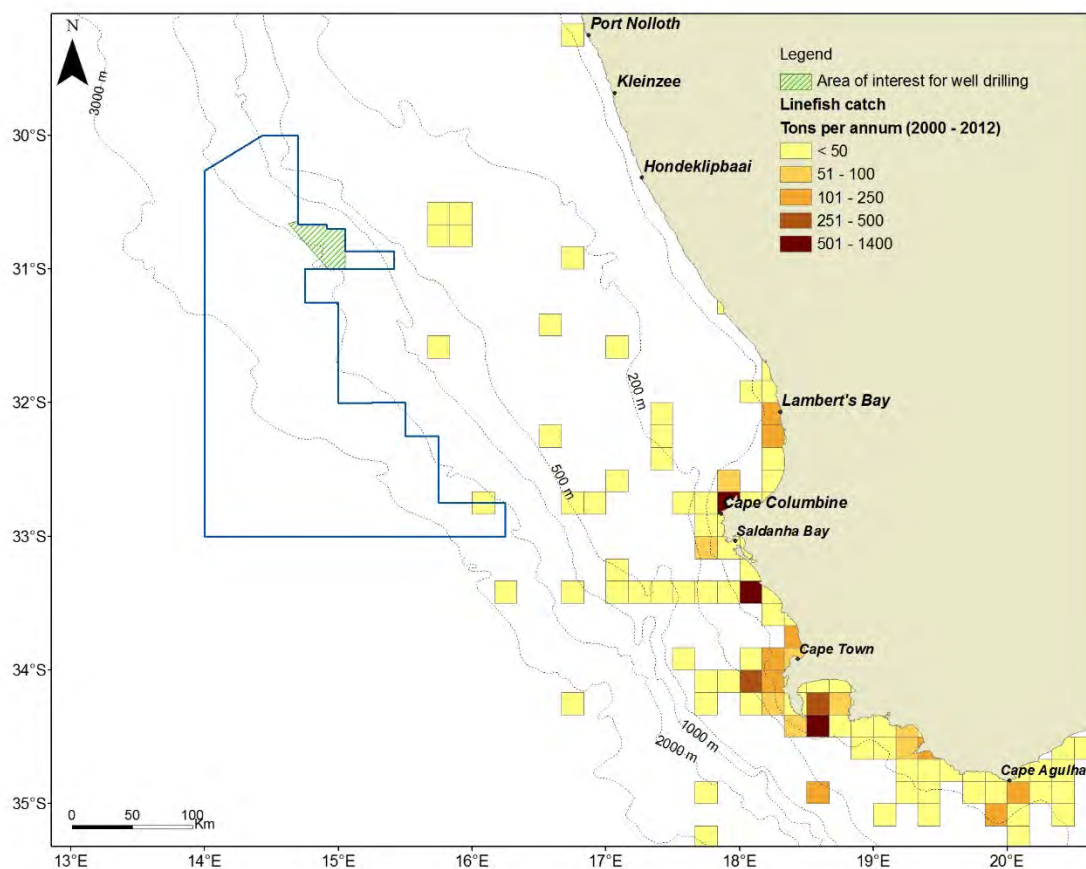 N
Port Nolloth
Kleinzee
Hondeklipbaai
Lambert's Bay
Cape Columbine
Saldanha Bay
Cape Town
Cape Agulha
3000 m
200 m
500 m
1000 m
2000 m
Legend
Area of interest for well drilling
Linefish catch
Tons per annum (2000 - 2012)
< 50
51 - 100
101 - 250
251 - 500
501 - 1400
30°S
31°S
32°S
33°S
34°S
35°S
0 50 100
Km
13°E 14°E 15°E 16°E 17°E 18°E 19°E 20°E